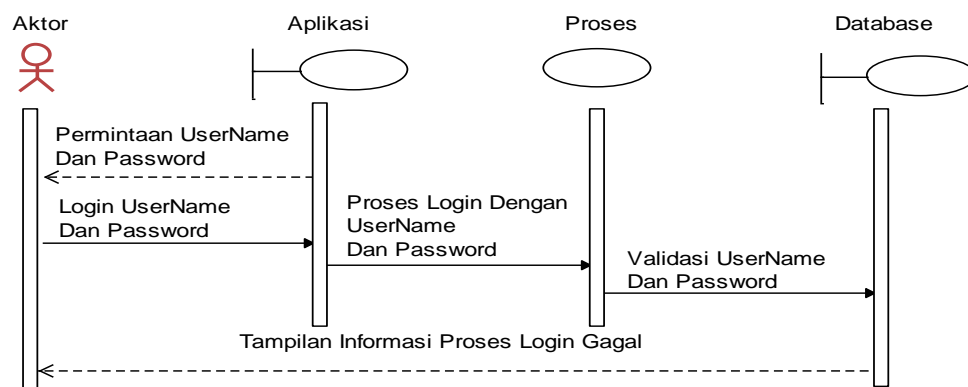 Aktor
Aplikasi
Proses
Database
Permintaan UserName
Dan Password
Login UserName
Dan Password
Proses Login Dengan
UserName
Dan Password
Validasi UserName
Dan Password
Tampilan Informasi Proses Login Gagal